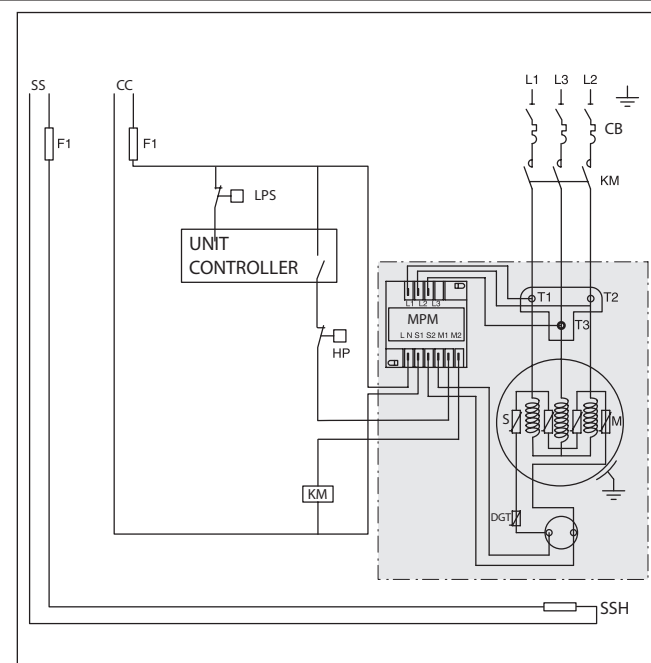 SS CC L1 L3 L2
F1 F1 CB
KM
LPS
UNIT
CONTROLLER
L1 L2 L3 T1 T2
MPM T3
L N S1 S2 M1 M2
HP
S M
KM
DGT
SSH